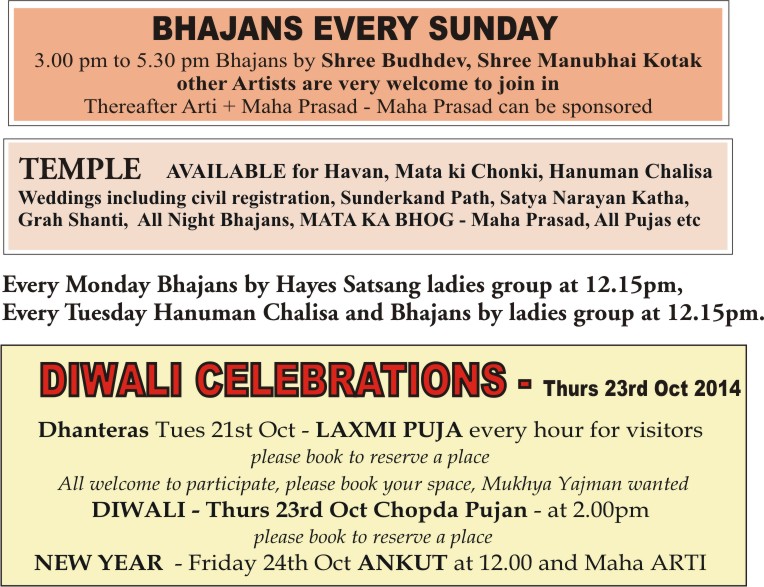 BHAJANS EVERY SUNDAY
3.00 pm to 5.30 pm Bhajans by Shree Budhdev, Shree Manubhai Kotak
other Artists are very welcome to join in
Thereafter Arti + Maha Prasad - Maha Prasad can be sponsored
TEMPLE AVAILABLE for Havan, Mata ki Chonki, Hanuman Chalisa
Weddings including civil registration, Sunderkand Path, Satya Narayan Katha,
Grah Shanti, All Night Bhajans, MATA KA BHOG - Maha Prasad, All Pujas etc
Every Monday Bhajans by Hayes Satsang ladies group at 12.15pm,
Every Tuesday Hanuman Chalisa and Bhajans by ladies group at 12.15pm.
DIWALI CELEBRATIONS - Thurs 23rd Oct 2014
Dhanteras Tues 21st Oct - LAXMI PUJA every hour for visitors
please book to reserve a place
All welcome to participate, please book your space, Mukhya Yajman wanted
DIWALI - Thurs 23rd Oct Chopda Pujan - at 2.00pm
please book to reserve a place
NEW YEAR - Friday 24th Oct ANKUT at 12.00 and Maha ARTI